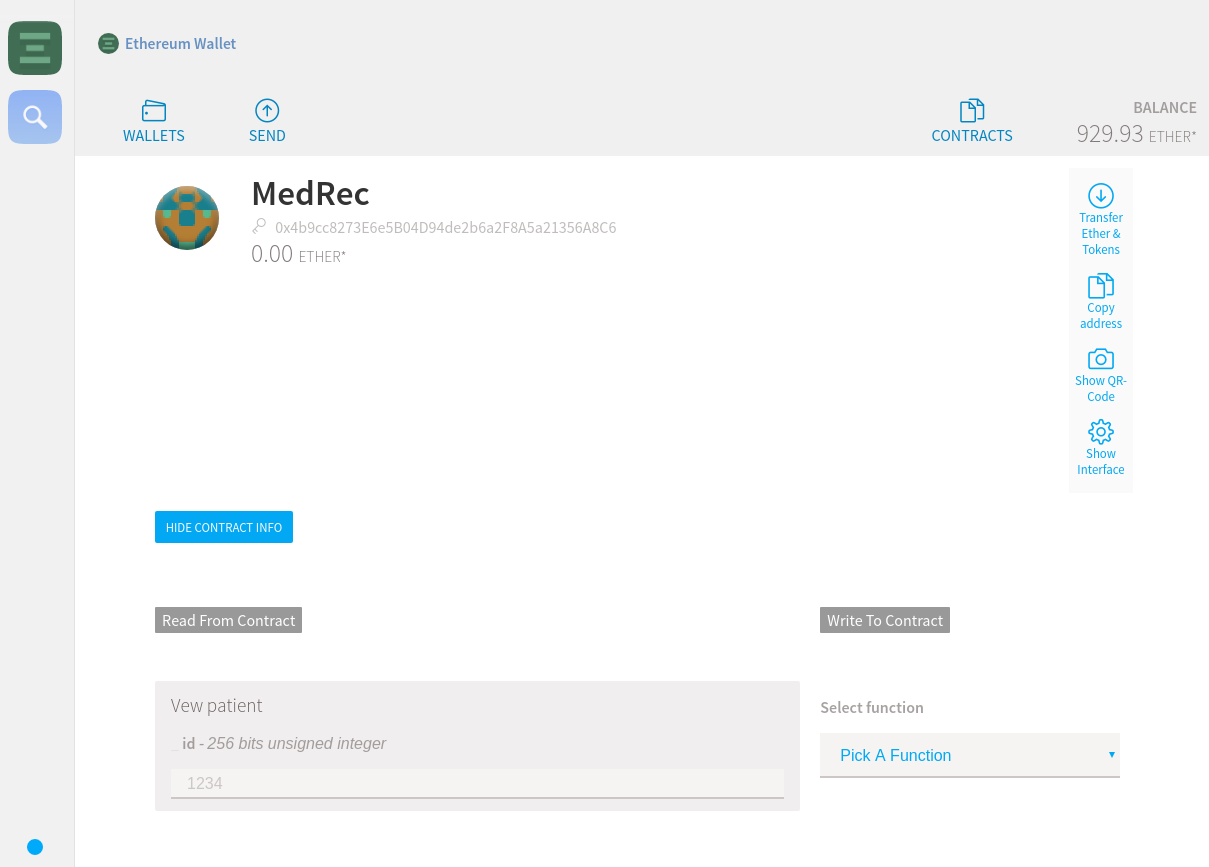 Ethereum Wallet
WALLETS
SEND
CONTRACTS
BALANCE
929.93 ETHER*
MedRec
0x4b9cc8273E6e5B04D94de2b6a2F8A5a21356A8C6
0.00 ETHER*
Transfer
Ether &
Tokens
Copy
address
Show QR-
Code
Show
Interface
HIDE CONTRACT INFO
Read From Contract
Write To Contract
Vew patient
_ id - 256 bits unsigned integer
1234
Select function
Pick A Function